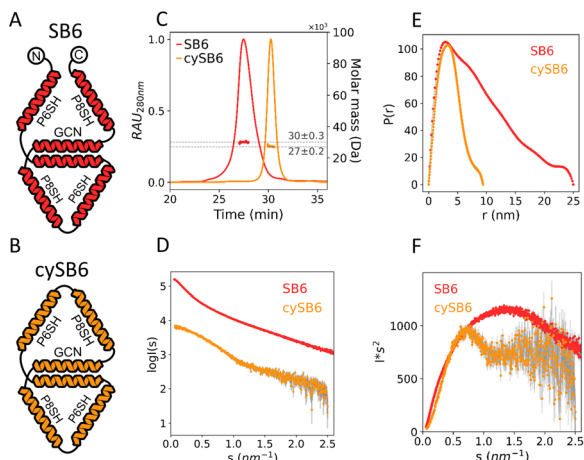 A
SB6
N
C
P6SH
P8SH
GCN
P8SH
P6SH
B
cySB6
P6SH
P8SH
GCN
P8SH
P6SH
C
×10³
SB6
cySB6
1.0
0.5
0.0
RAU280nm
100
80
60
40
20
Molar mass (Da)
30±0.3
27±0.2
20
25
30
35
Time (min)
D
SB6
cySB6
5
4
3
2
1
logI(s)
0.0
0.5
1.0
1.5
2.0
2.5
s (nm⁻¹)
E
SB6
cySB6
100
80
60
40
20
0
P(r)
0
5
10
15
20
25
r (nm)
F
SB6
cySB6
1000
500
0
I*s²
0.0
0.5
1.0
1.5
2.0
2.5
s (nm⁻¹)